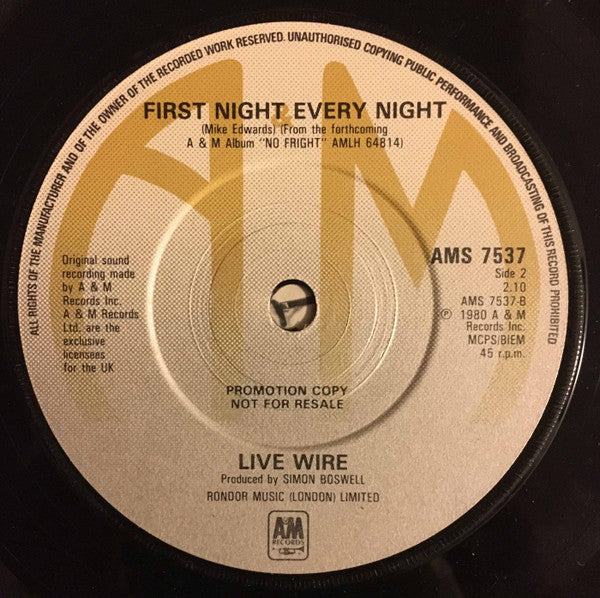 ALL RIGHTS OF THE MANUFACTURER AND OF THE OWNER OF THE RECORDED WORK RESERVED. UNAUTHORISED COPYING PUBLIC PERFORMANCE AND BROADCASTING OF THIS RECORD PROHIBITED
A&M
FIRST NIGHT EVERY NIGHT
(Mike Edwards) (From the forthcoming
A & M Album "NO FRIGHT" AMLH 64814)
Original sound
recording made
by A & M
Records Inc.
A & M Records
Ltd. are the
exclusive
licensees
for the UK
AMS 7537
Side 2
2.10
AMS 7537-B
℗ 1980 A & M
Records Inc.
MCPS/BIEM
45 r.p.m.
PROMOTION COPY
NOT FOR RESALE
LIVE WIRE
Produced by SIMON BOSWELL
RONDOR MUSIC (LONDON) LIMITED
A&M
RECORDS